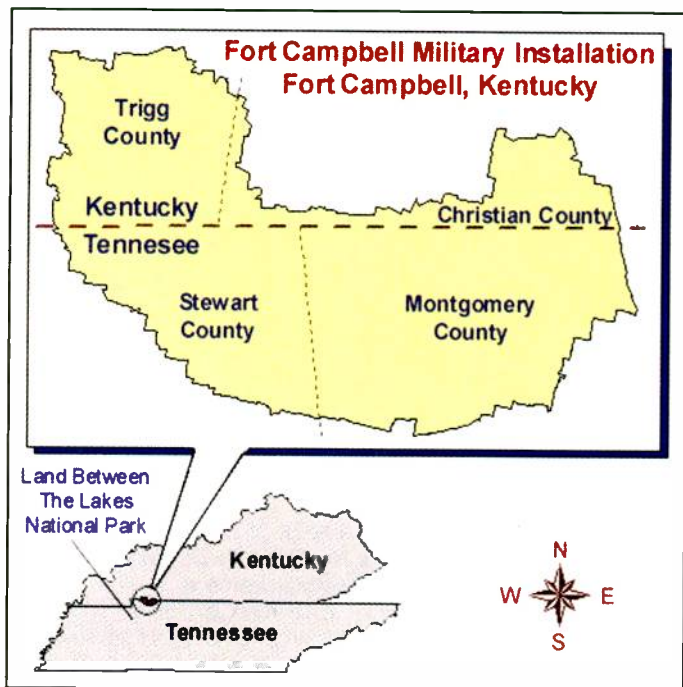 Fort Campbell Military Installation
Fort Campbell, Kentucky
Trigg
County
Kentucky
Christian County
Tennesee
Stewart
County
Montgomery
County
Land Between
The Lakes
National Park
Kentucky
Tennessee
N
W
E
S